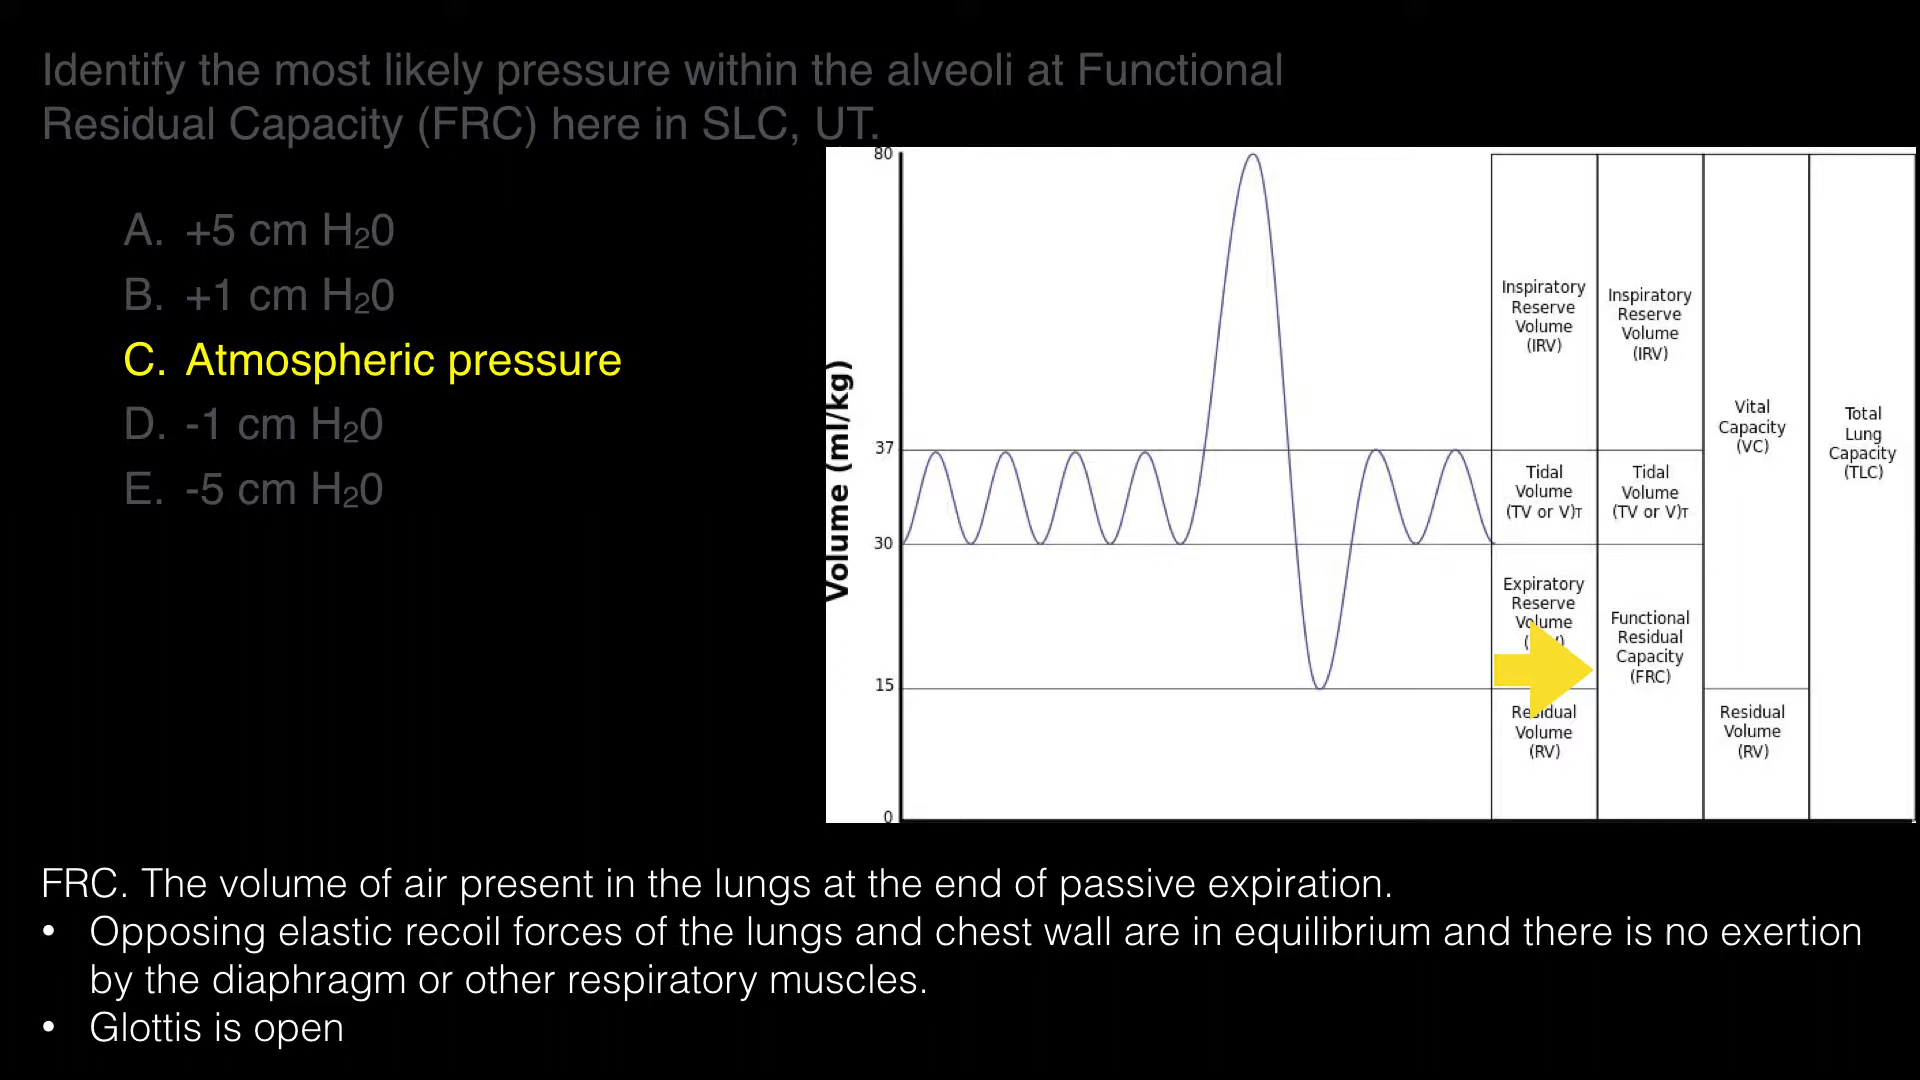 Identify the most likely pressure within the alveoli at Functional
Residual Capacity (FRC) here in SLC, UT.
A. +5 cm H₂0
B. +1 cm H₂0
C. Atmospheric pressure
D. -1 cm H₂0
E. -5 cm H₂0
Volume (ml/kg)
80
37
30
15
0
Inspiratory
Reserve
Volume
(IRV)
Tidal
Volume
(TV or V)T
Expiratory
Reserve
Volume
Residual
Volume
(RV)
Inspiratory
Reserve
Volume
(IRV)
Tidal
Volume
(TV or V)T
Functional
Residual
Capacity
(FRC)
Vital
Capacity
(VC)
Residual
Volume
(RV)
Total
Lung
Capacity
(TLC)
FRC. The volume of air present in the lungs at the end of passive expiration.
• Opposing elastic recoil forces of the lungs and chest wall are in equilibrium and there is no exertion
by the diaphragm or other respiratory muscles.
• Glottis is open